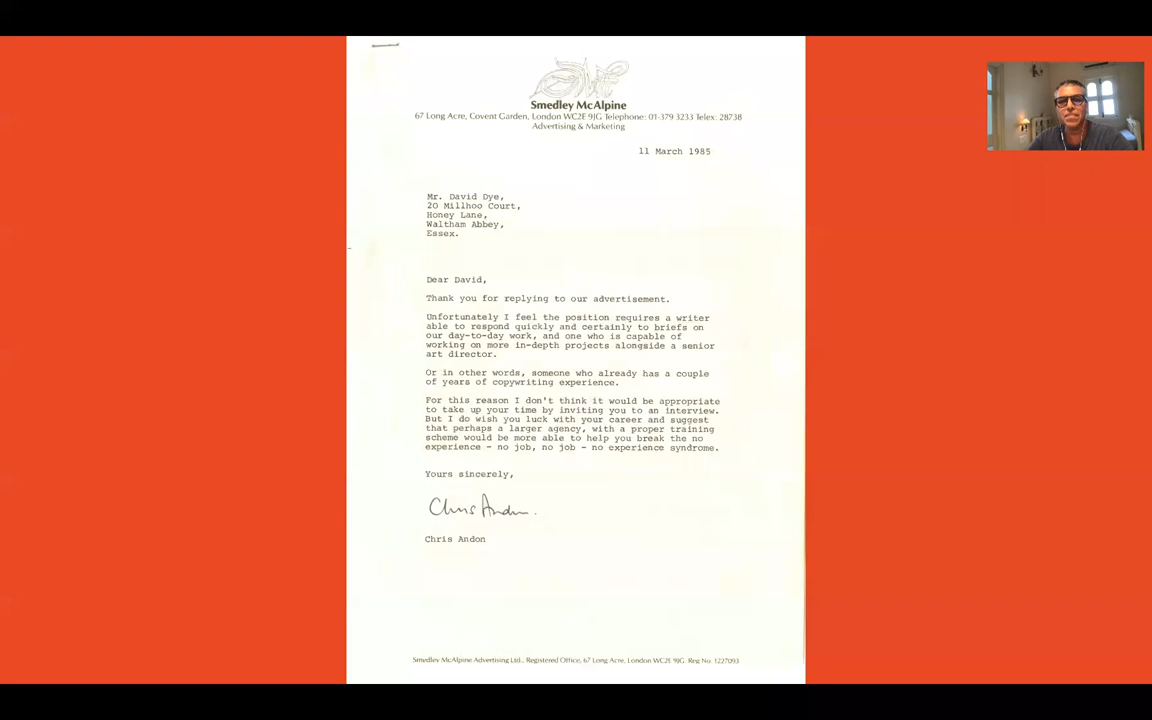 Smedley McAlpine
67 Long Acre, Covent Garden, London WC2E 9JG Telephone: 01-379 3233 Telex: 28738
Advertising & Marketing
11 March 1985
Mr. David Dye,
20 Millhoo Court,
Honey Lane,
Waltham Abbey,
Essex.
Dear David,
Thank you for replying to our advertisement.
Unfortunately I feel the position requires a writer
able to respond quickly and certainly to briefs on
our day-to-day work, and one who is capable of
working on more in-depth projects alongside a senior
art director.
Or in other words, someone who already has a couple
of years of copywriting experience.
For this reason I don't think it would be appropriate
to take up your time by inviting you to an interview.
But I do wish you luck with your career and suggest
that perhaps a larger agency, with a proper training
scheme would be more able to help you break the no
experience - no job, no job - no experience syndrome.
Yours sincerely,
Chris Andon.
Chris Andon
Smedley McAlpine Advertising Ltd., Registered Office, 67 Long Acre, London WC2E 9JG. Reg No. 1227093